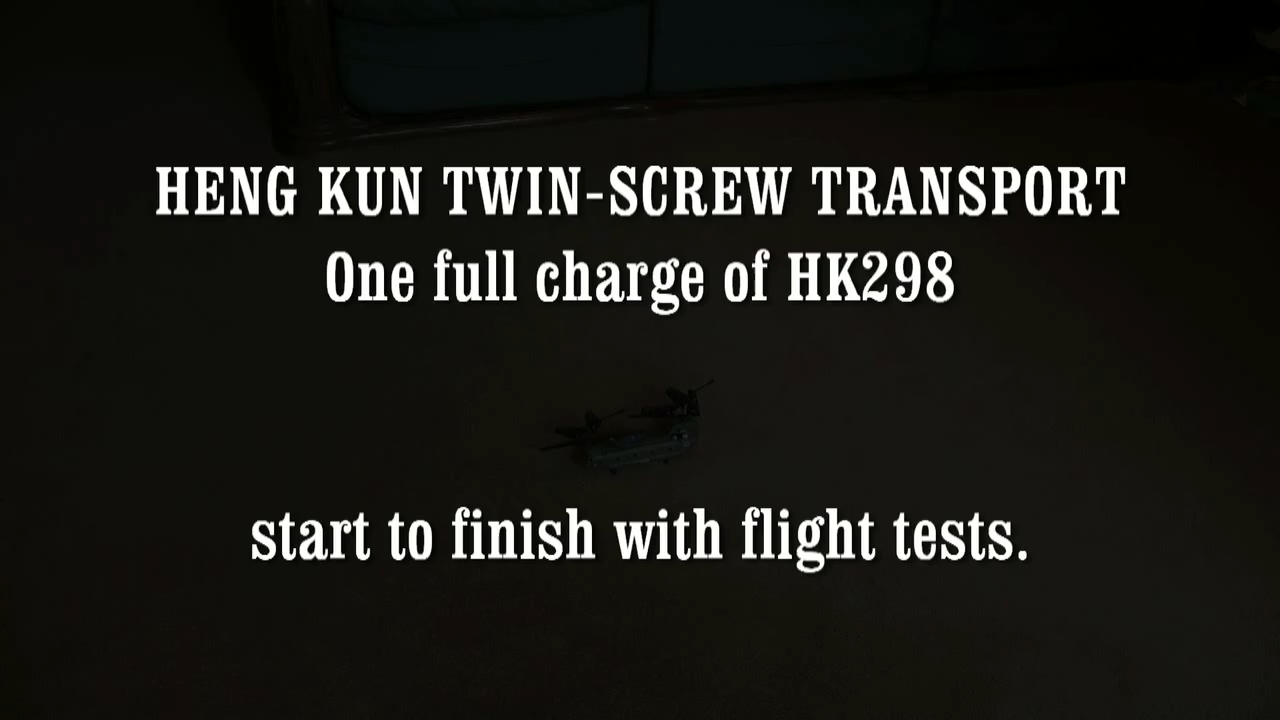 HENG KUN TWIN-SCREW TRANSPORT
One full charge of HK298
start to finish with flight tests.